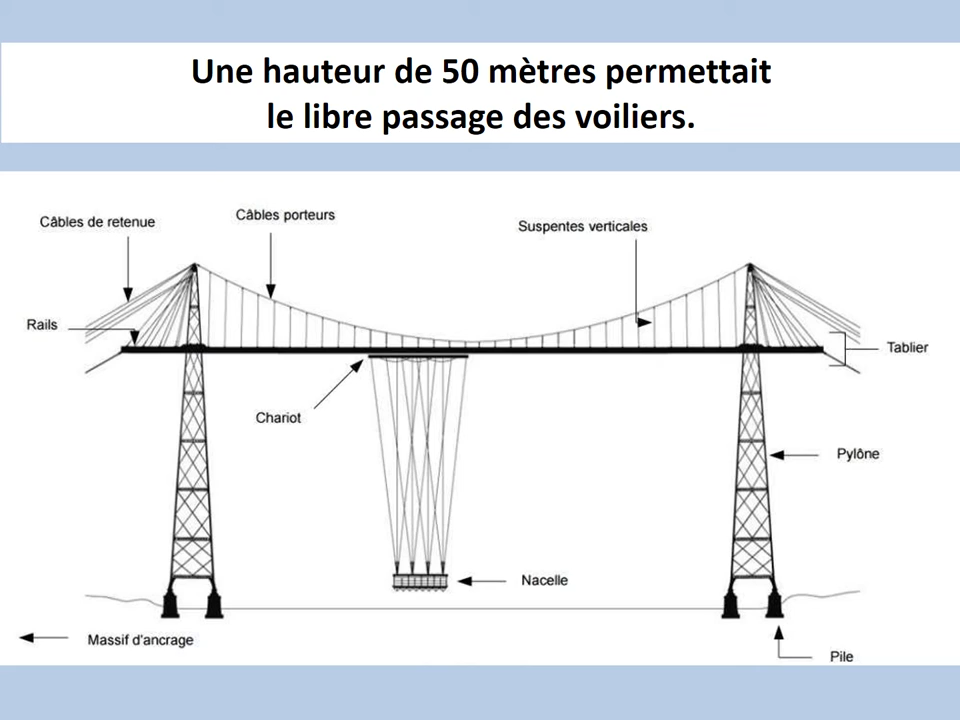 Une hauteur de 50 mètres permettait
le libre passage des voiliers.
Câbles de retenue
Câbles porteurs
Suspentes verticales
Rails
Tablier
Chariot
Pylône
Nacelle
Massif d'ancrage
Pile